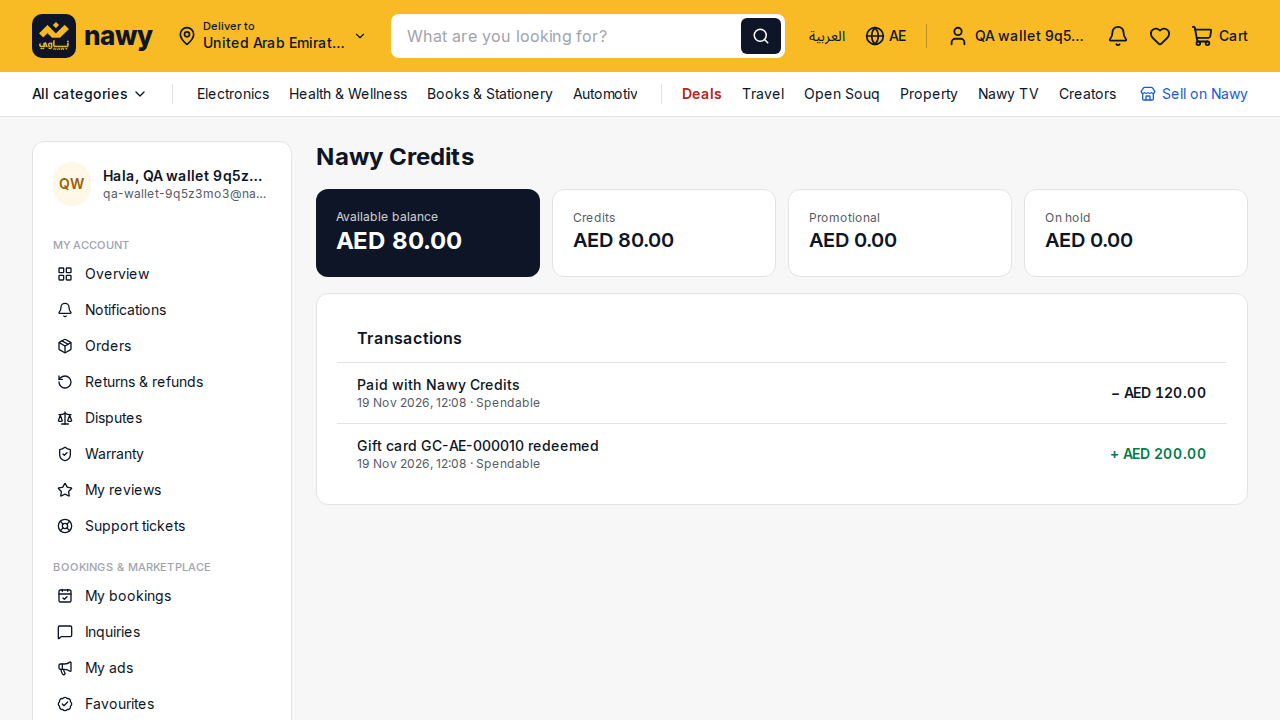 ناوي
nawy
Deliver to
United Arab Emirat...
What are you looking for?
العربية
AE
QA wallet 9q5...
Cart
All categories
Electronics
Health & Wellness
Books & Stationery
Automotiv
Deals
Travel
Open Souq
Property
Nawy TV
Creators
Sell on Nawy
QW
Hala, QA wallet 9q5z...
qa-wallet-9q5z3mo3@na...
MY ACCOUNT
Overview
Notifications
Orders
Returns & refunds
Disputes
Warranty
My reviews
Support tickets
BOOKINGS & MARKETPLACE
My bookings
Inquiries
My ads
Favourites
Nawy Credits
Available balance
AED 80.00
Credits
AED 80.00
Promotional
AED 0.00
On hold
AED 0.00
Transactions
Paid with Nawy Credits
19 Nov 2026, 12:08 · Spendable
− AED 120.00
Gift card GC-AE-000010 redeemed
19 Nov 2026, 12:08 · Spendable
+ AED 200.00